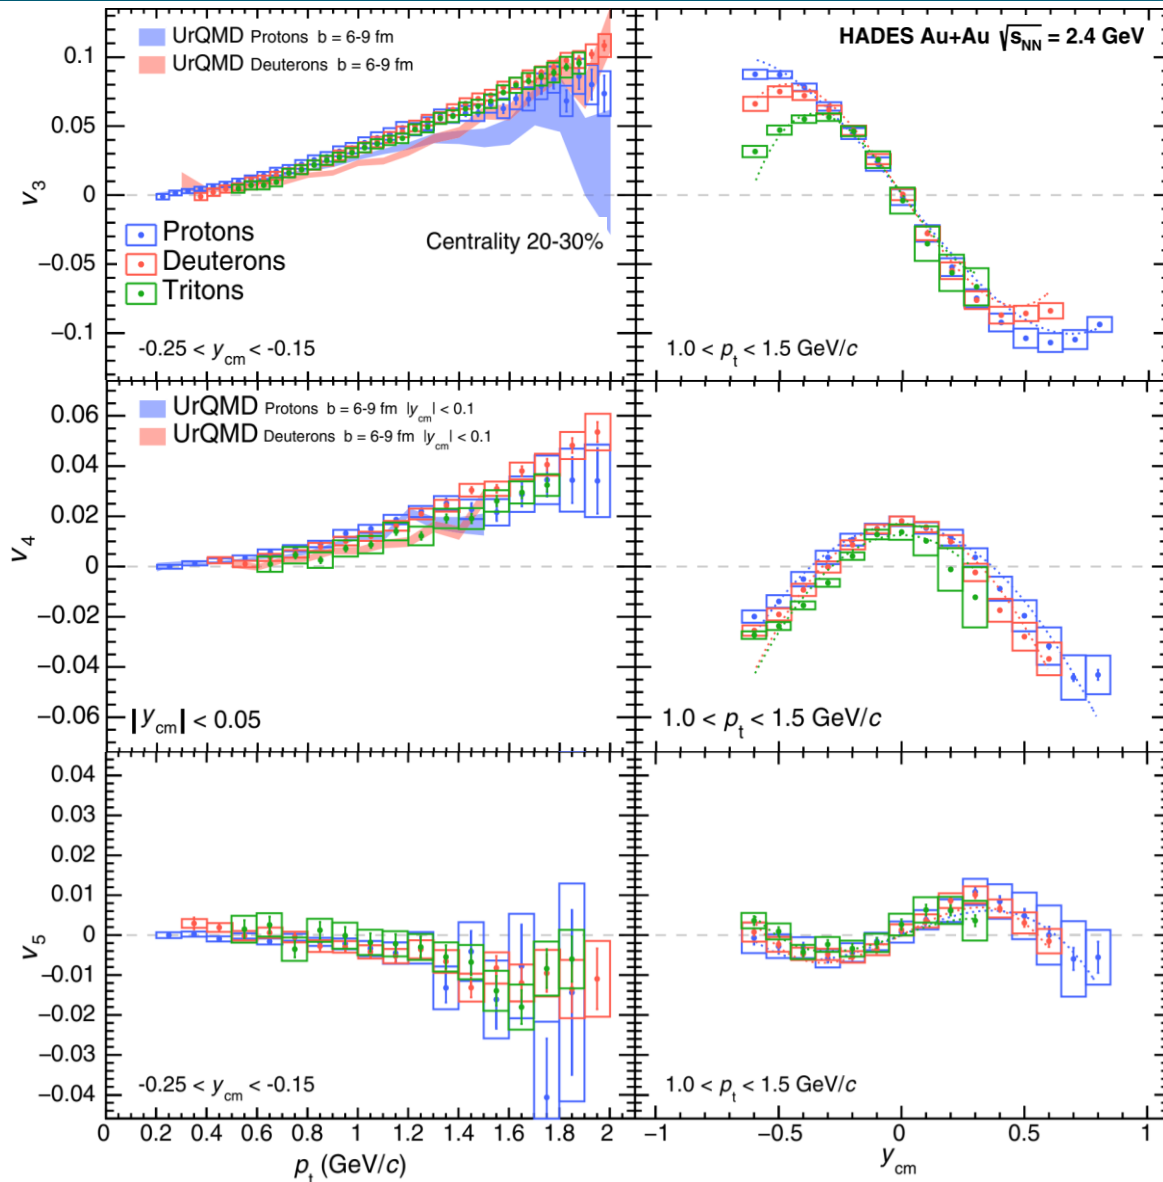 UrQMD Protons b = 6-9 fm
UrQMD Deuterons b = 6-9 fm
HADES Au+Au √sNN = 2.4 GeV
0.1
0.05
0
−0.05
−0.1
v3
Protons
Deuterons
Tritons
Centrality 20-30%
-0.25 < ycm < -0.15
1.0 < pt < 1.5 GeV/c
UrQMD Protons b = 6-9 fm |ycm| < 0.1
UrQMD Deuterons b = 6-9 fm |ycm| < 0.1
0.06
0.04
0.02
0
−0.02
−0.04
−0.06
v4
|ycm| < 0.05
1.0 < pt < 1.5 GeV/c
0.04
0.03
0.02
0.01
0
−0.01
−0.02
−0.03
−0.04
v5
-0.25 < ycm < -0.15
1.0 < pt < 1.5 GeV/c
0 0.2 0.4 0.6 0.8 1 1.2 1.4 1.6 1.8 2
−1 −0.5 0 0.5 1
pt (GeV/c)
ycm